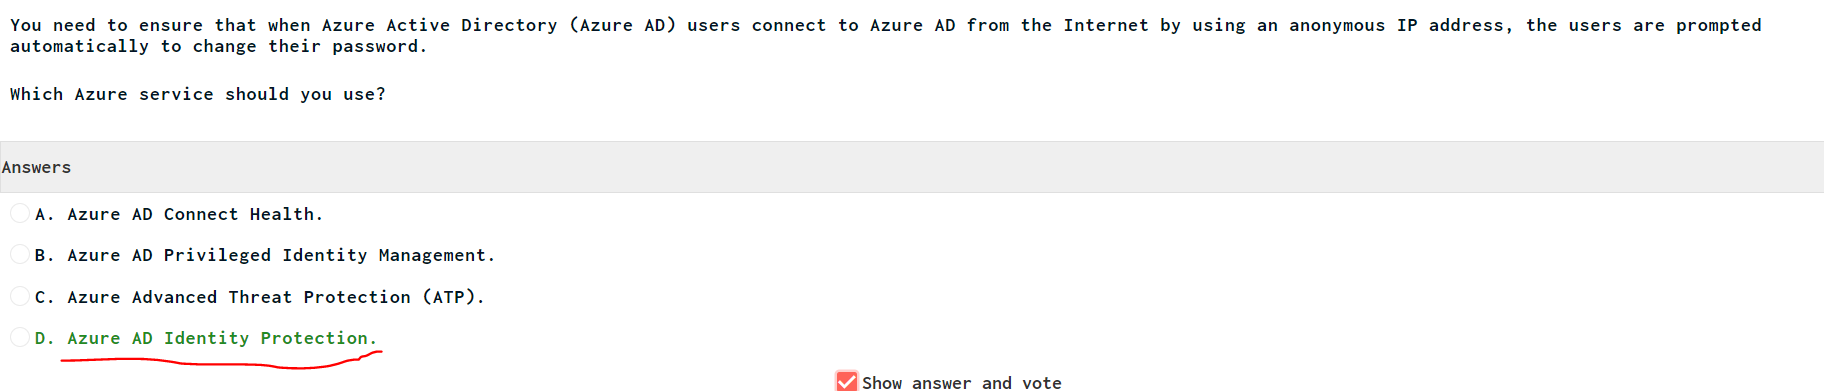 You need to ensure that when Azure Active Directory (Azure AD) users connect to Azure AD from the Internet by using an anonymous IP address, the users are prompted
automatically to change their password.
Which Azure service should you use?
Answers
A. Azure AD Connect Health.
B. Azure AD Privileged Identity Management.
C. Azure Advanced Threat Protection (ATP).
D. Azure AD Identity Protection.
Show answer and vote